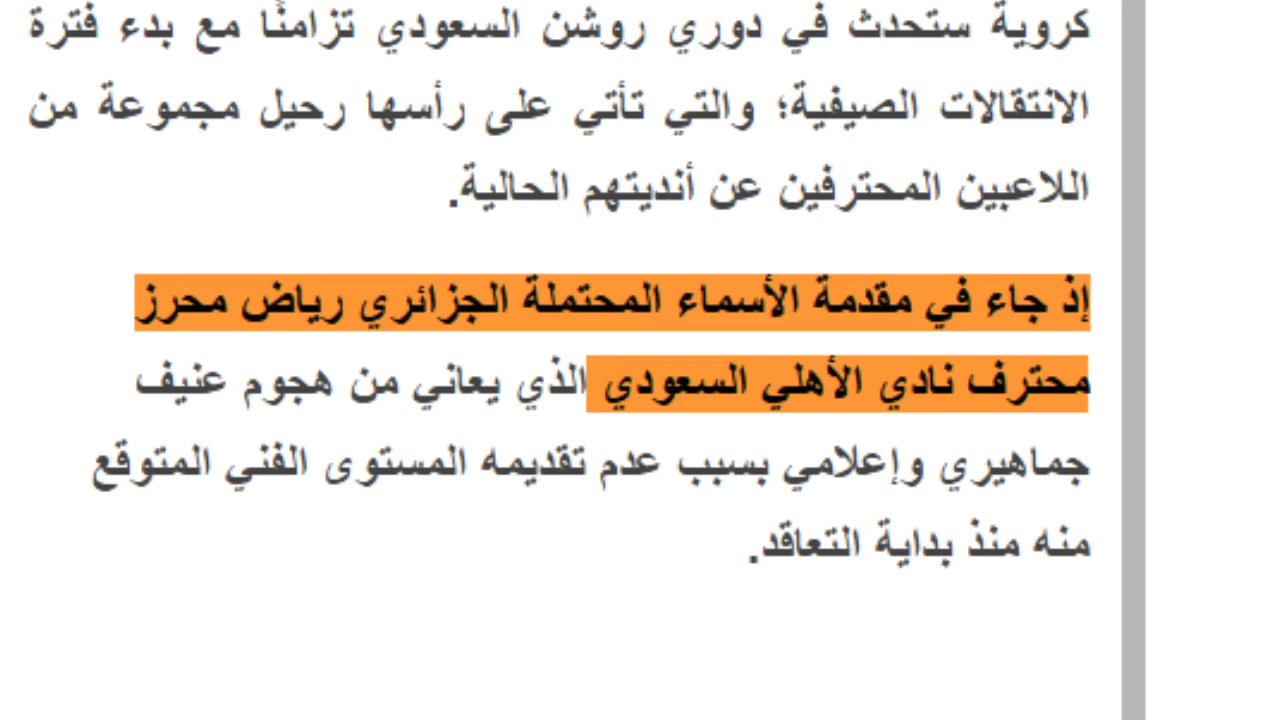 كروية ستحدث في دوري روشن السعودي تزامنًا مع بدء فترة
الانتقالات الصيفية؛ والتي تأتي على رأسها رحيل مجموعة من
اللاعبين المحترفين عن أنديتهم الحالية.
إذ جاء في مقدمة الأسماء المحتملة الجزائري رياض محرز
محترف نادي الأهلي السعودي الذي يعاني من هجوم عنيف
جماهيري وإعلامي بسبب عدم تقديمه المستوى الفني المتوقع
منه منذ بداية التعاقد.